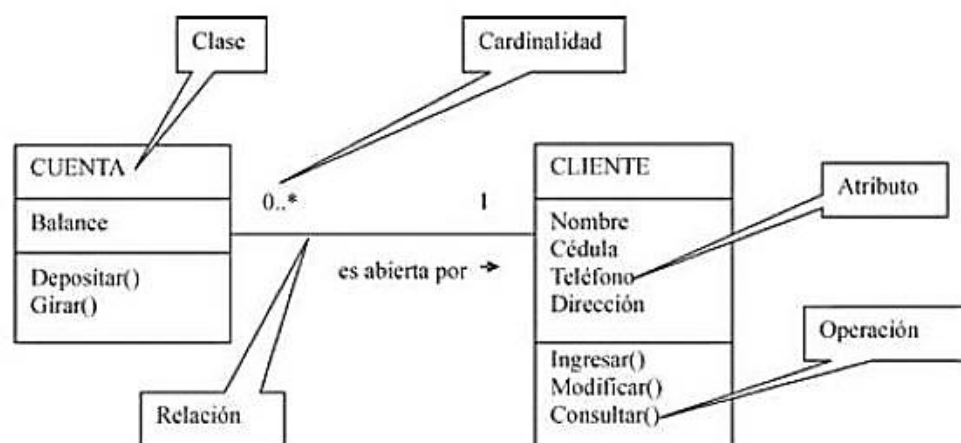 Clase
Cardinalidad
CUENTA
Balance
Depositar()
Girar()
0..*
1
es abierta por →
CLIENTE
Nombre
Cédula
Teléfono
Dirección
Ingresar()
Modificar()
Consultar()
Atributo
Operación
Relación